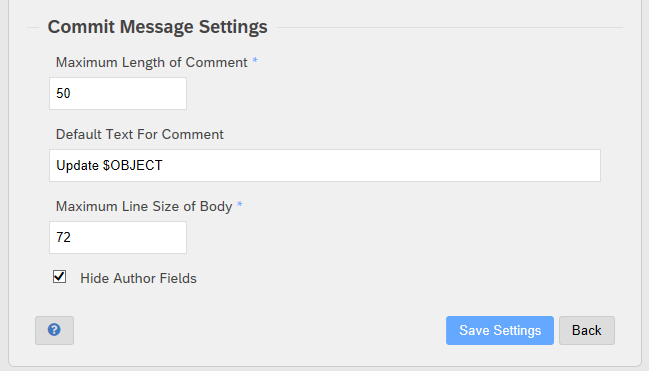 Commit Message Settings
Maximum Length of Comment *
50
Default Text For Comment
Update $OBJECT
Maximum Line Size of Body *
72
Hide Author Fields
?
Save Settings Back